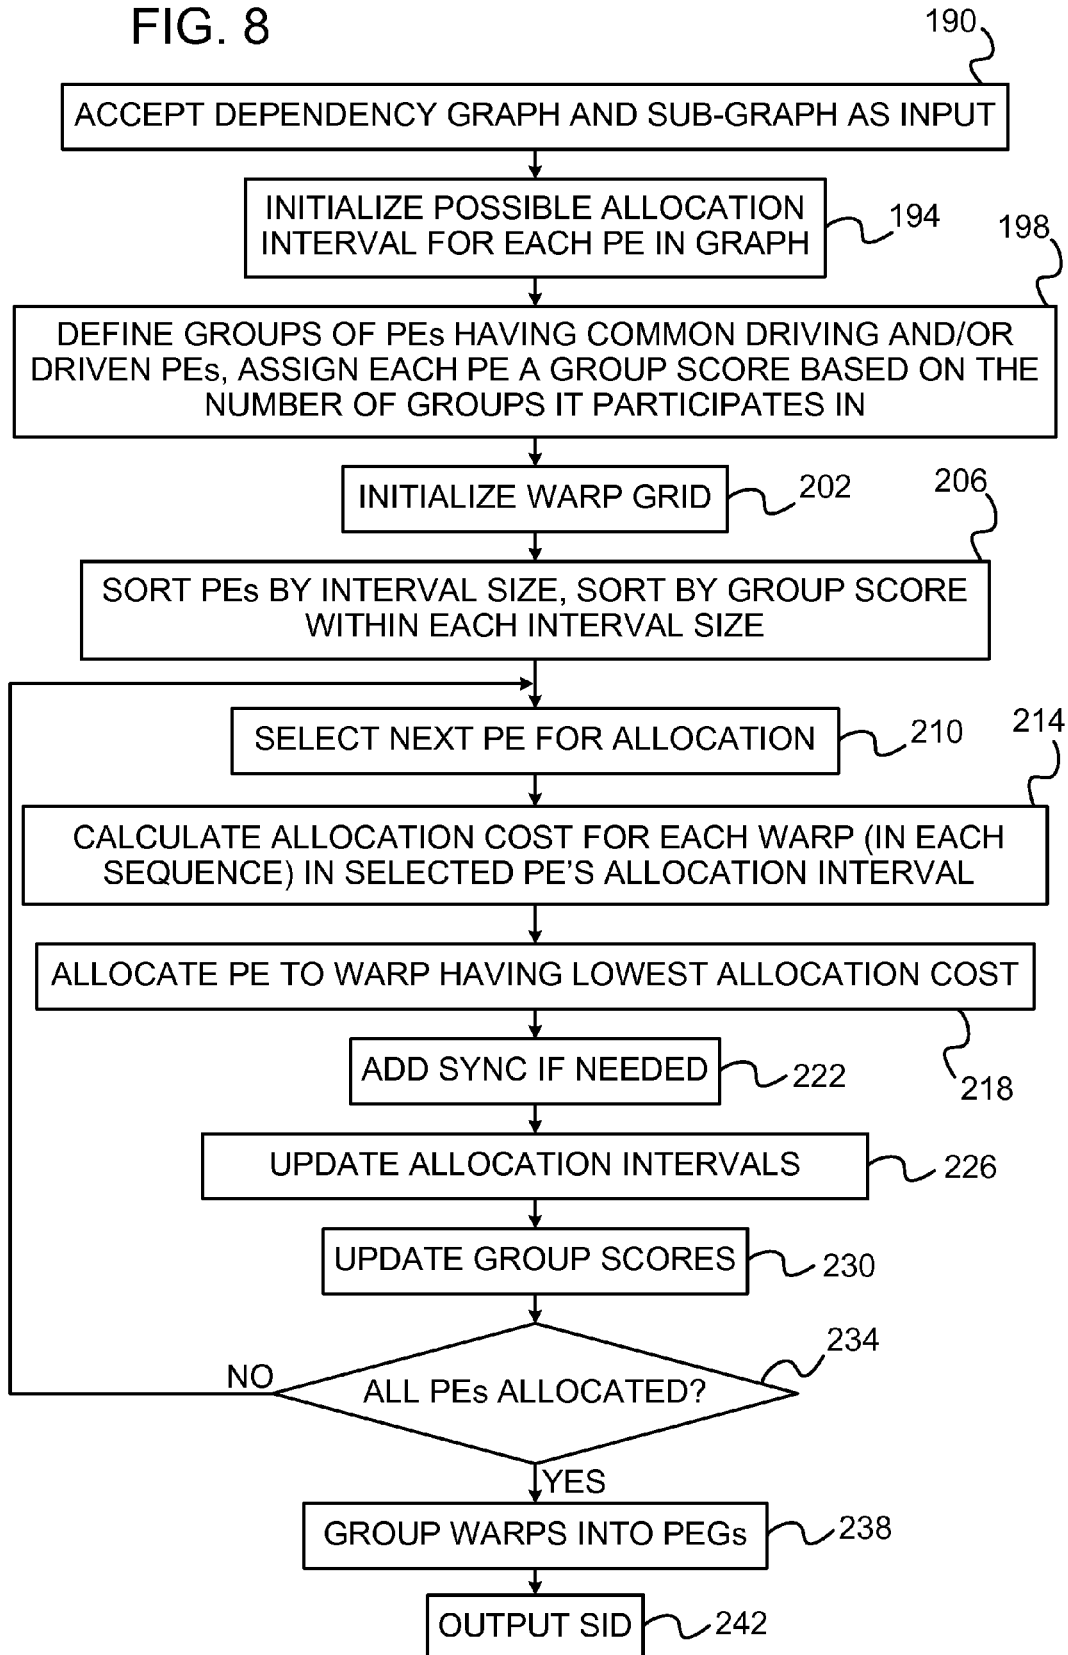 FIG. 8
190
ACCEPT DEPENDENCY GRAPH AND SUB-GRAPH AS INPUT
INITIALIZE POSSIBLE ALLOCATION
INTERVAL FOR EACH PE IN GRAPH
194
198
DEFINE GROUPS OF PEs HAVING COMMON DRIVING AND/OR
DRIVEN PEs, ASSIGN EACH PE A GROUP SCORE BASED ON THE
NUMBER OF GROUPS IT PARTICIPATES IN
INITIALIZE WARP GRID
202
206
SORT PEs BY INTERVAL SIZE, SORT BY GROUP SCORE
WITHIN EACH INTERVAL SIZE
SELECT NEXT PE FOR ALLOCATION
210
214
CALCULATE ALLOCATION COST FOR EACH WARP (IN EACH
SEQUENCE) IN SELECTED PE'S ALLOCATION INTERVAL
ALLOCATE PE TO WARP HAVING LOWEST ALLOCATION COST
218
ADD SYNC IF NEEDED
222
UPDATE ALLOCATION INTERVALS
226
UPDATE GROUP SCORES
230
234
NO
ALL PEs ALLOCATED?
YES
GROUP WARPS INTO PEGs
238
OUTPUT SID
242